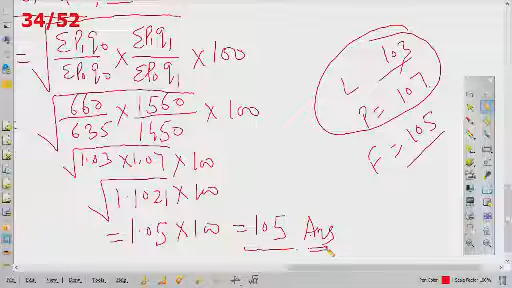 34/52
= √ΣP₁q₀/ΣP₀q₀ × ΣP₁q₁/ΣP₀q₁ × 100
√660/635 × 1560/1450 × 100
√1.03 × 1.07 × 100
√1.1021 × 100
= 1.05 × 100 = 105 Ans
L 103
P = 107
F = 105